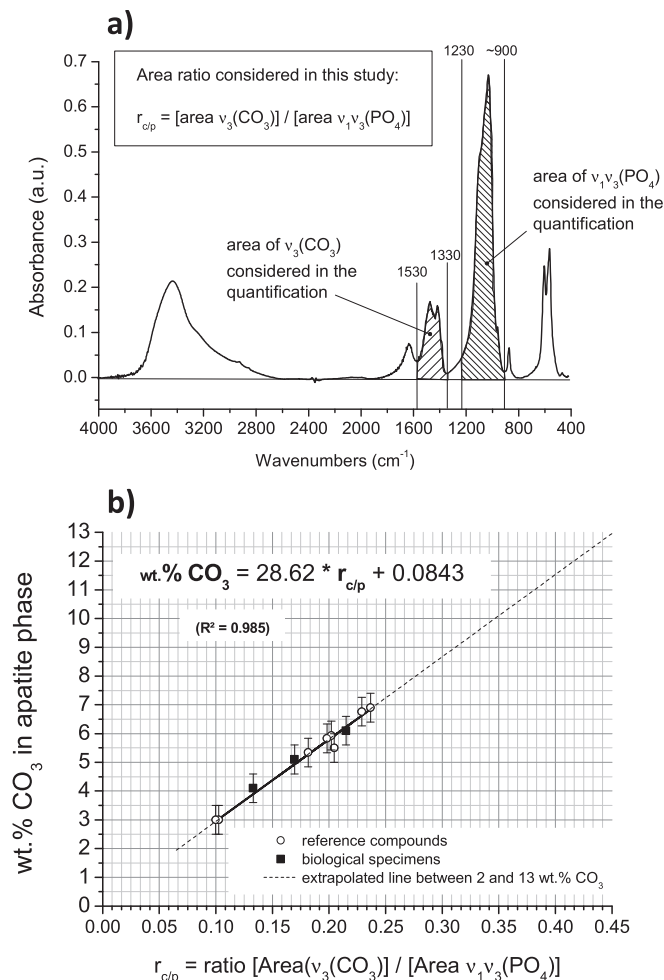 a)
1230 ~900
Area ratio considered in this study:
r_c/p = [area ν₃(CO₃)] / [area ν₁ν₃(PO₄)]
area of ν₁ν₃(PO₄)
considered in the
quantification
area of ν₃(CO₃)
considered in the
quantification
1530 1330
0.7
0.6
0.5
0.4
0.3
0.2
0.1
0.0
Absorbance (a.u.)
4000 3600 3200 2800 2400 2000 1600 1200 800 400
Wavenumbers (cm⁻¹)
b)
13
12
11
10
9
8
7
6
5
4
3
2
1
0
wt.% CO₃ in apatite phase
wt.% CO₃ = 28.62 * r_c/p + 0.0843
(R² = 0.985)
reference compounds
biological specimens
extrapolated line between 2 and 13 wt.% CO₃
0.00 0.05 0.10 0.15 0.20 0.25 0.30 0.35 0.40 0.45
r_c/p = ratio [Area(ν₃(CO₃)] / [Area ν₁ν₃(PO₄)]